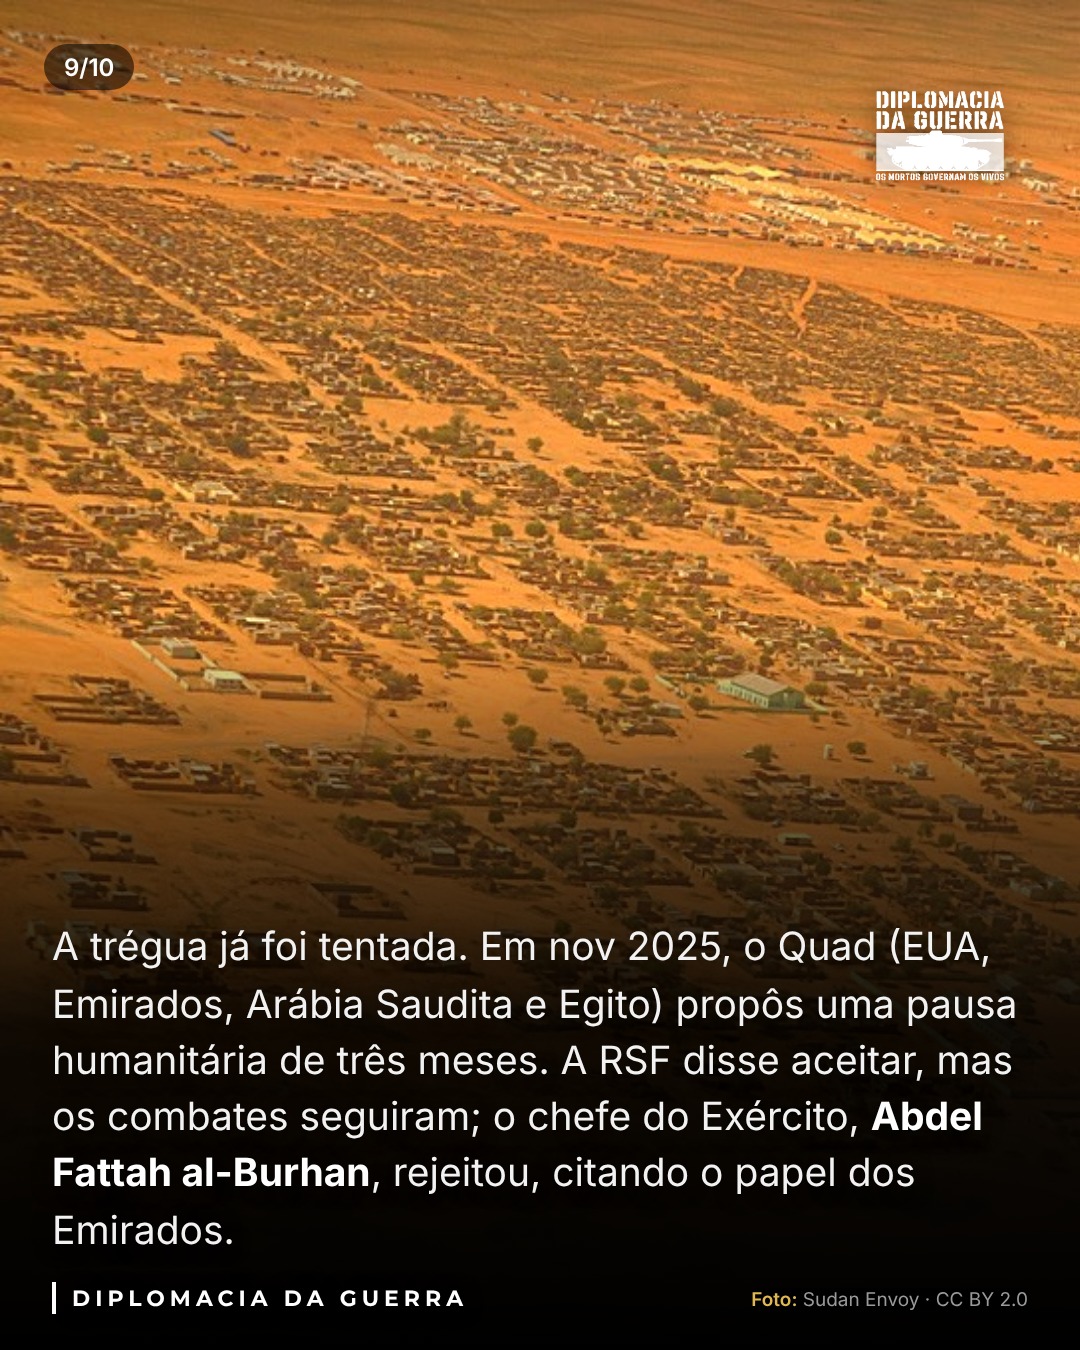 9/10
DIPLOMACIA
DA GUERRA
OS MORTOS GOVERNAM OS VIVOS
A trégua já foi tentada. Em nov 2025, o Quad (EUA,
Emirados, Arábia Saudita e Egito) propôs uma pausa
humanitária de três meses. A RSF disse aceitar, mas
os combates seguiram; o chefe do Exército, Abdel
Fattah al-Burhan, rejeitou, citando o papel dos
Emirados.
DIPLOMACIA DA GUERRA
Foto: Sudan Envoy · CC BY 2.0